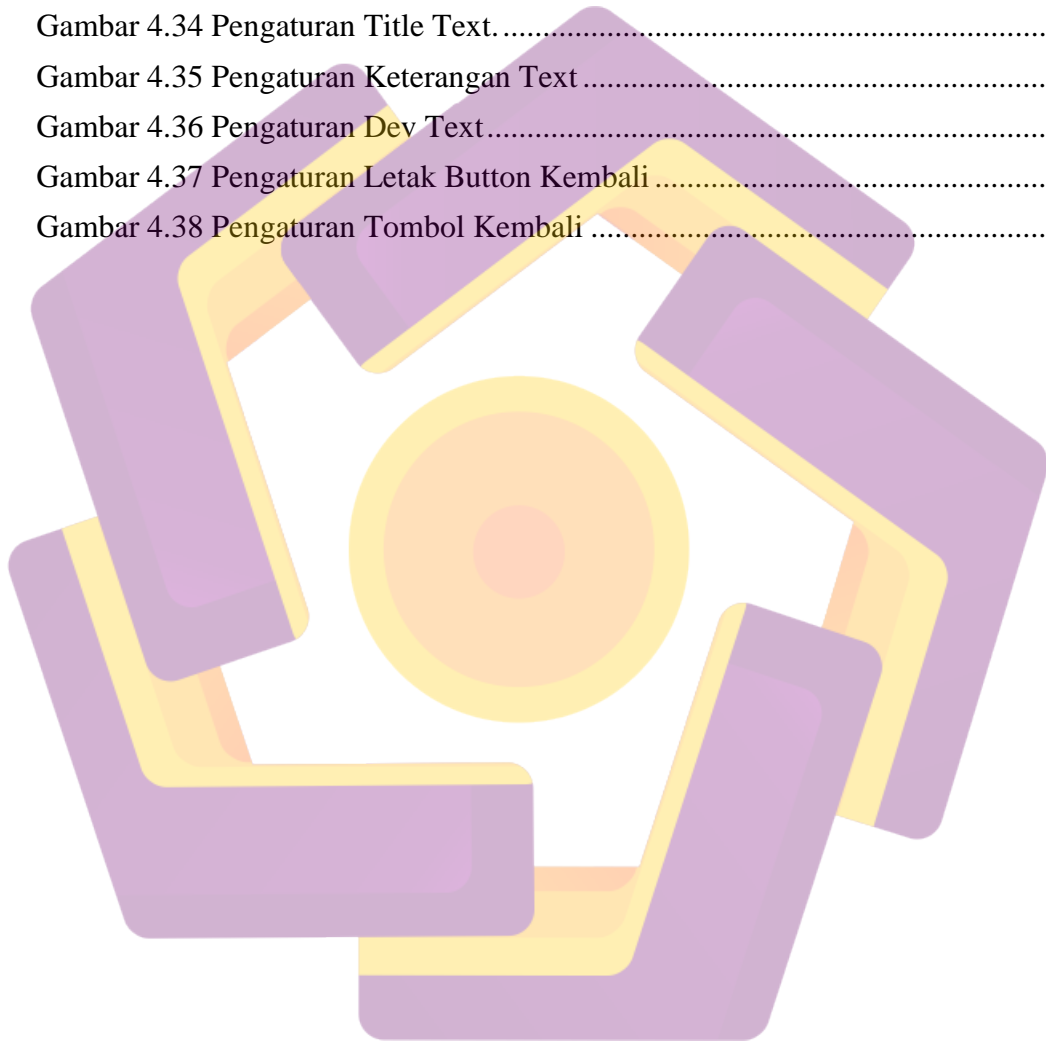 Gambar 4.34 Pengaturan Title Text. ..................................................................
Gambar 4.35 Pengaturan Keterangan Text ........................................................
Gambar 4.36 Pengaturan Dev Text....................................................................
Gambar 4.37 Pengaturan Letak Button Kembali ...............................................
Gambar 4.38 Pengaturan Tombol Kembali .......................................................